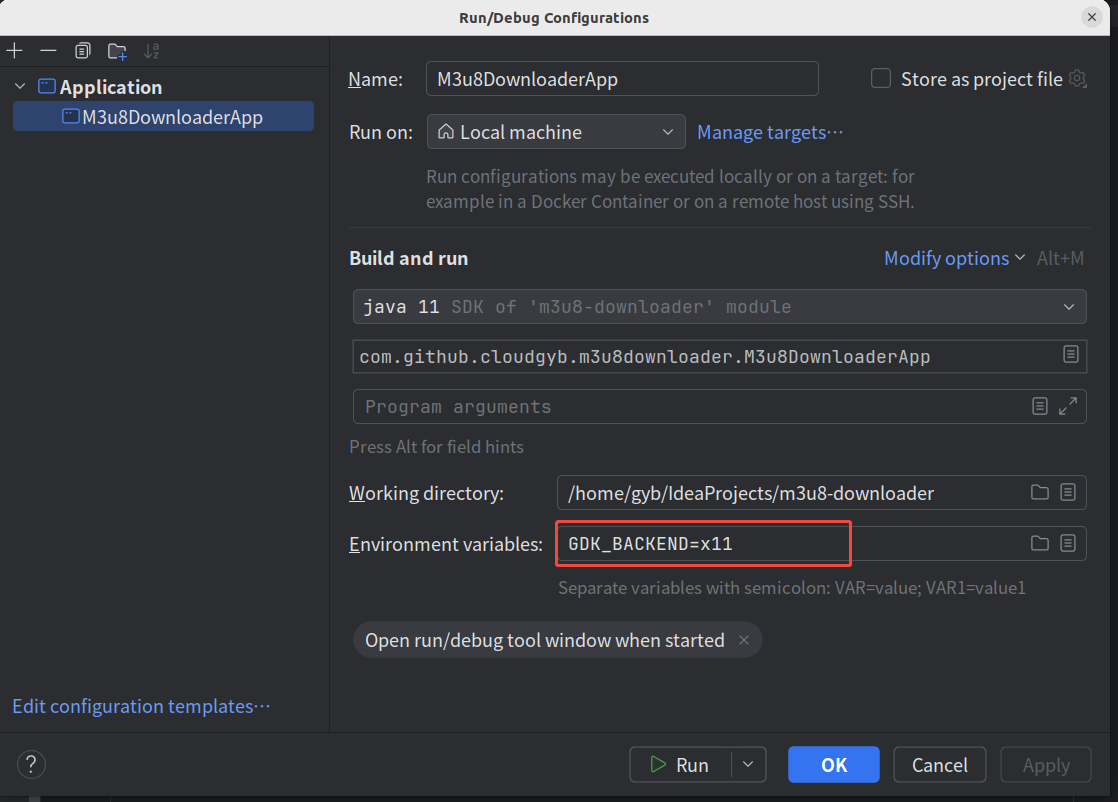 Run/Debug Configurations
Application
M3u8DownloaderApp
Edit configuration templates...
Name: M3u8DownloaderApp Store as project file
Run on: Local machine Manage targets...
Run configurations may be executed locally or on a target: for
example in a Docker Container or on a remote host using SSH.
Build and run Modify options Alt+M
java 11 SDK of 'm3u8-downloader' module
com.github.cloudgyb.m3u8downloader.M3u8DownloaderApp
Program arguments
Press Alt for field hints
Working directory: /home/gyb/IdeaProjects/m3u8-downloader
Environment variables: GDK_BACKEND=x11
Separate variables with semicolon: VAR=value; VAR1=value1
Open run/debug tool window when started ×
? Run OK Cancel Apply